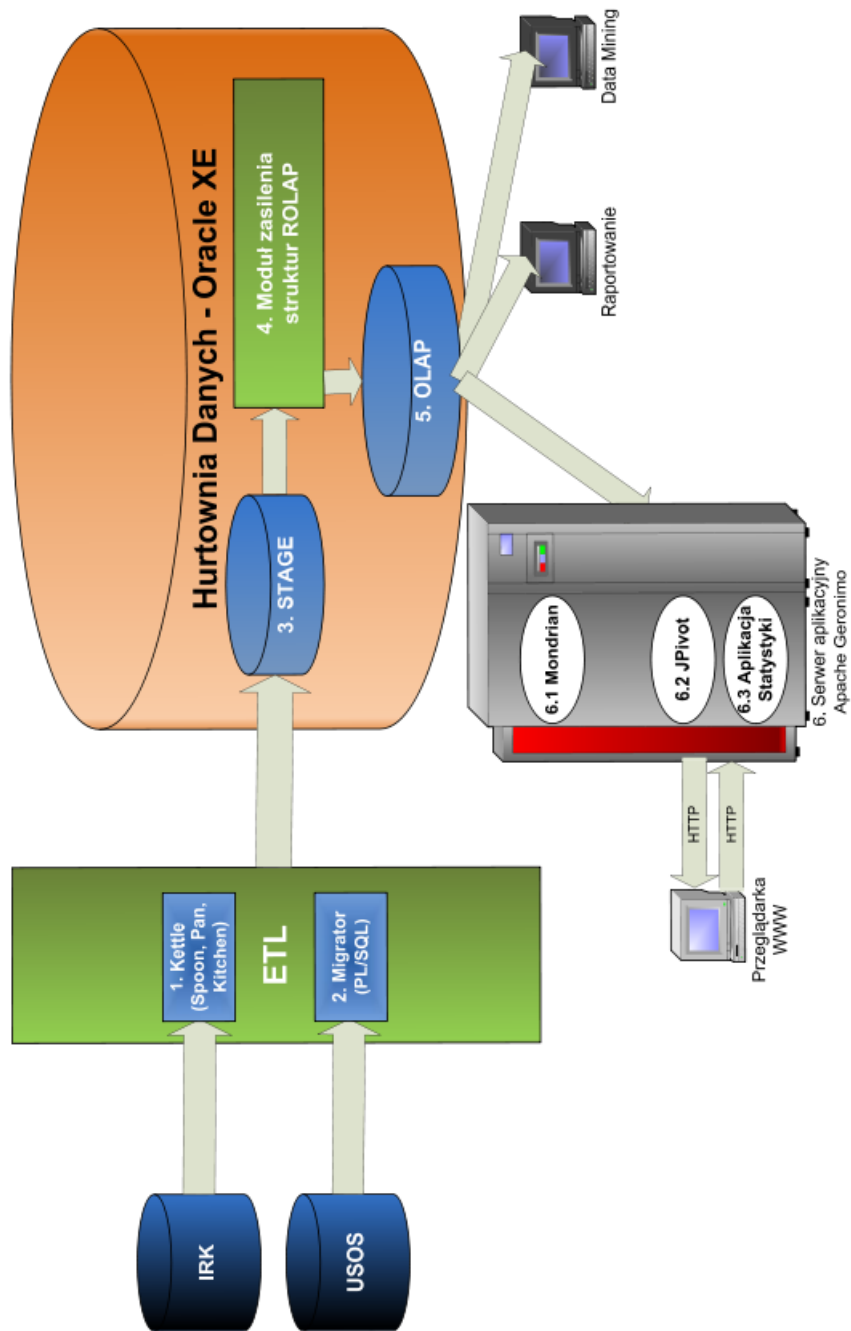 IRK
USOS
ETL
1. Kettle
(Spoon, Pan,
Kitchen)
2. Migrator
(PL/SQL)
Hurtownia Danych - Oracle XE
3. STAGE
4. Moduł zasilenia
struktur ROLAP
5. OLAP
Data Mining
Raportowanie
6.1 Mondrian
6.2 JPivot
6.3 Aplikacja
Statystyki
6. Serwer aplikacyjny
Apache Geronimo
HTTP
HTTP
Przeglądarka
WWW